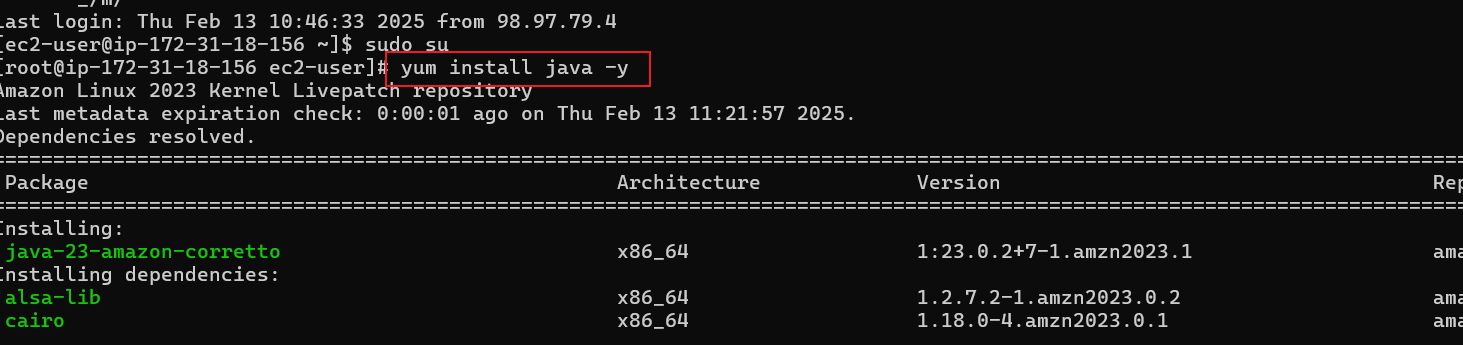 _/m/
Last login: Thu Feb 13 10:46:33 2025 from 98.97.79.4
[ec2-user@ip-172-31-18-156 ~]$ sudo su
[root@ip-172-31-18-156 ec2-user]# yum install java -y
Amazon Linux 2023 Kernel Livepatch repository
Last metadata expiration check: 0:00:01 ago on Thu Feb 13 11:21:57 2025.
Dependencies resolved.
Package Architecture Version Rep
Installing:
java-23-amazon-corretto x86_64 1:23.0.2+7-1.amzn2023.1 ama
Installing dependencies:
alsa-lib x86_64 1.2.7.2-1.amzn2023.0.2 ama
cairo x86_64 1.18.0-4.amzn2023.0.1 ama